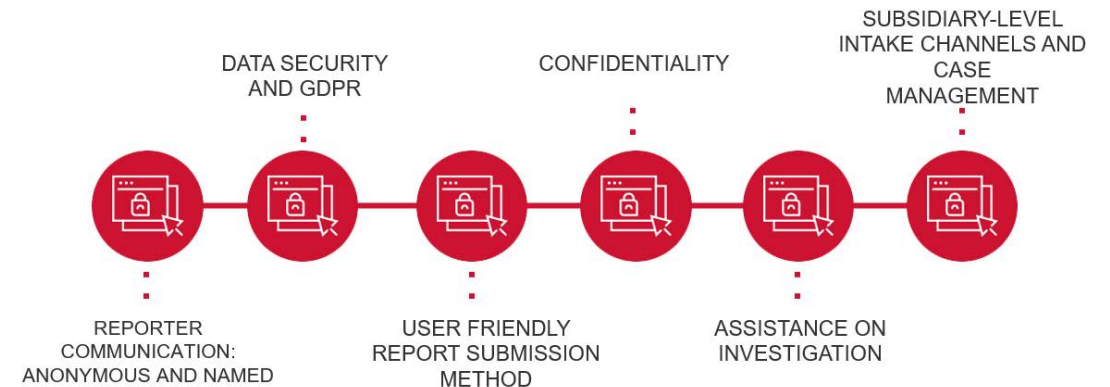 SUBSIDIARY-LEVEL
INTAKE CHANNELS AND
CASE
MANAGEMENT
DATA SECURITY
AND GDPR
CONFIDENTIALITY
REPORTER
COMMUNICATION:
ANONYMOUS AND NAMED
USER FRIENDLY
REPORT SUBMISSION
METHOD
ASSISTANCE ON
INVESTIGATION